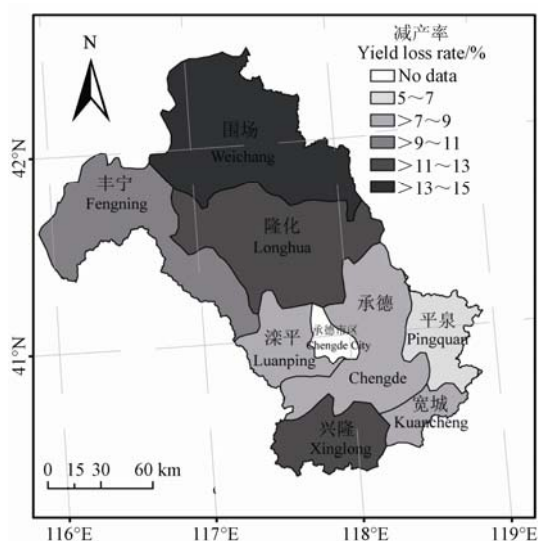 N
减产率
Yield loss rate/%
No data
5～7
>7～9
>9～11
>11～13
>13～15
围场
Weichang
42°N
丰宁
Fengning
隆化
Longhua
承德
平泉
Pingquan
滦平
Luanping
承德市区
Chengde City
41°N
Chengde
宽城
Kuancheng
兴隆
Xinglong
0 15 30 60 km
116°E 117°E 118°E 119°E